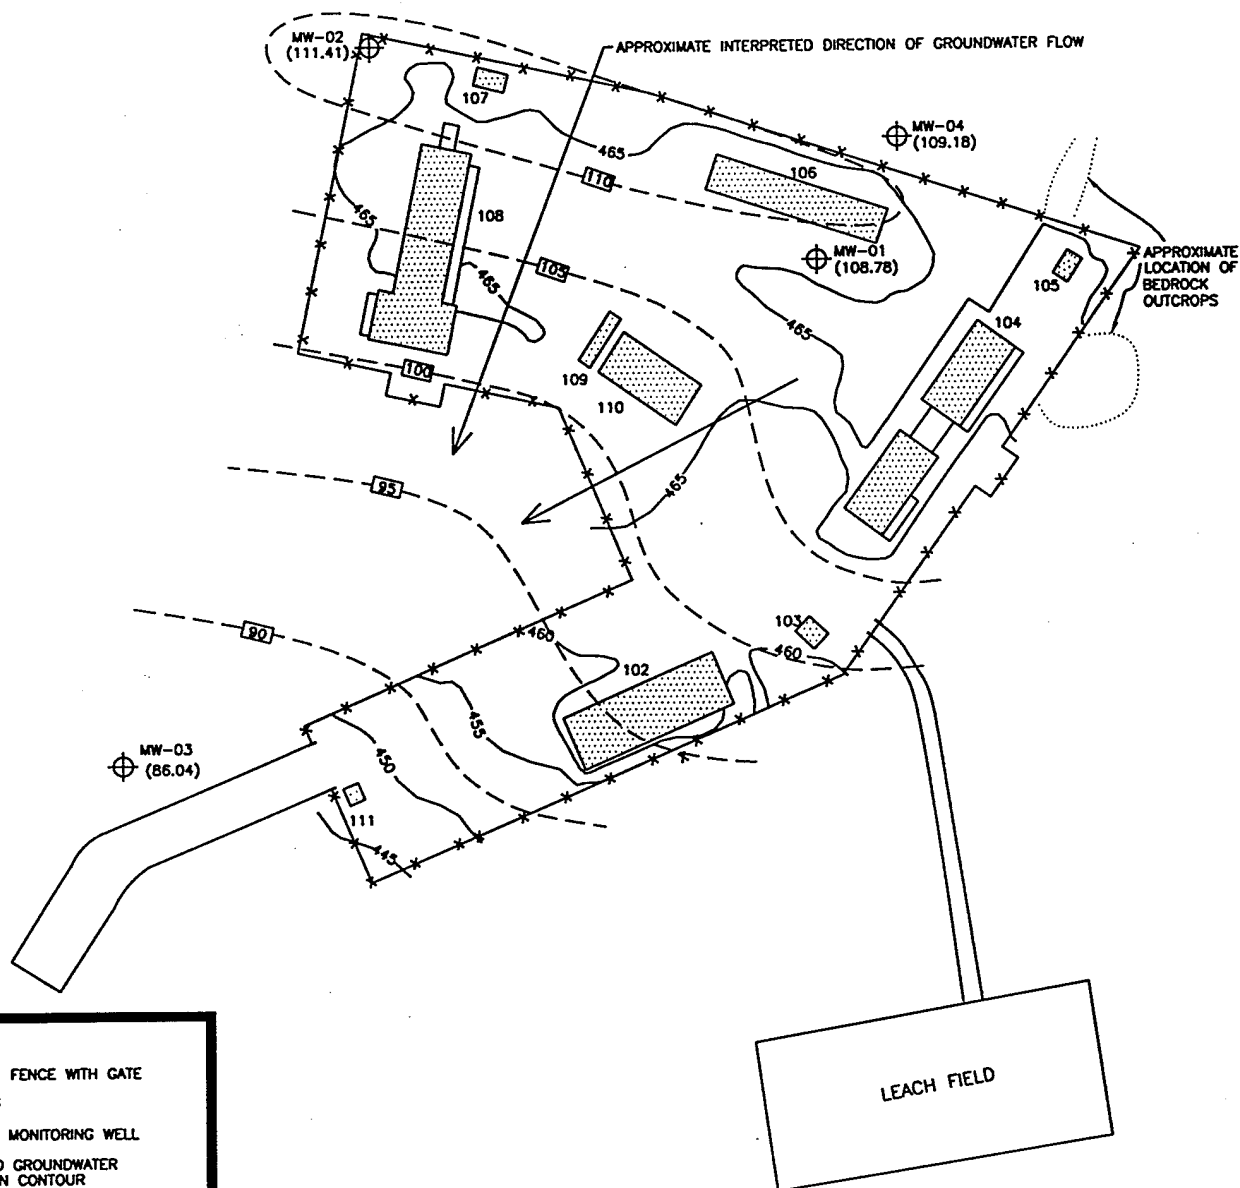 MW-02
(111.41)
APPROXIMATE INTERPRETED DIRECTION OF GROUNDWATER FLOW
107
MW-04
(109.18)
465
106
110
465
108
MW-01
(108.78)
APPROXIMATE
LOCATION OF
BEDROCK
OUTCROPS
105
105
465
465
104
109
100
110
465
95
103
90
460
460
102
455
MW-03
(86.04)
450
111
445
LEACH FIELD
FENCE WITH GATE
MONITORING WELL
GROUNDWATER
CONTOUR